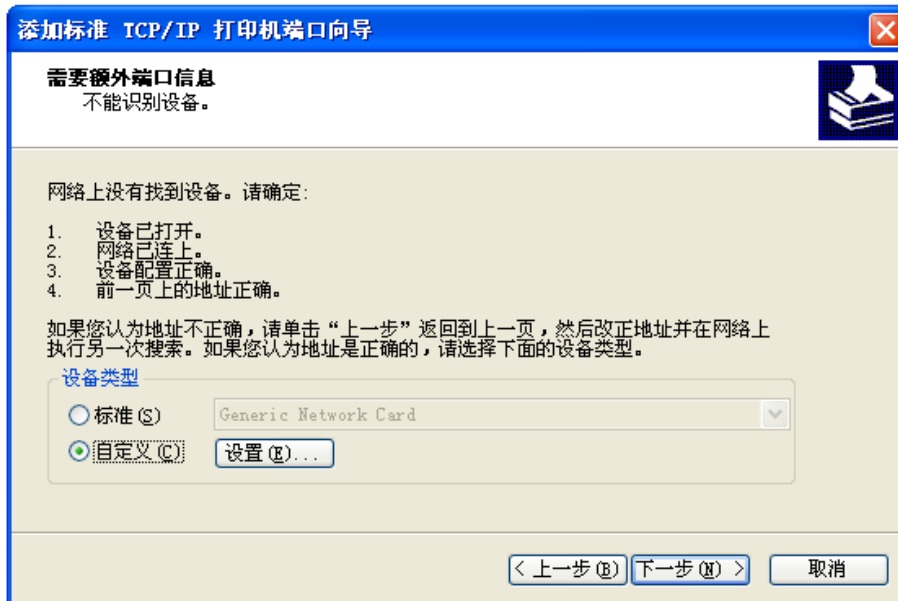 添加标准 TCP/IP 打印机端口向导
需要额外端口信息
不能识别设备。
网络上没有找到设备。请确定:
1. 设备已打开。
2. 网络已连上。
3. 设备配置正确。
4. 前一页上的地址正确。
如果您认为地址不正确，请单击“上一步”返回到上一页，然后改正地址并在网络上
执行另一次搜索。如果您认为地址是正确的，请选择下面的设备类型。
设备类型
标准(S) Generic Network Card
自定义(C) 设置(E)...
< 上一步(B) 下一步(N) > 取消